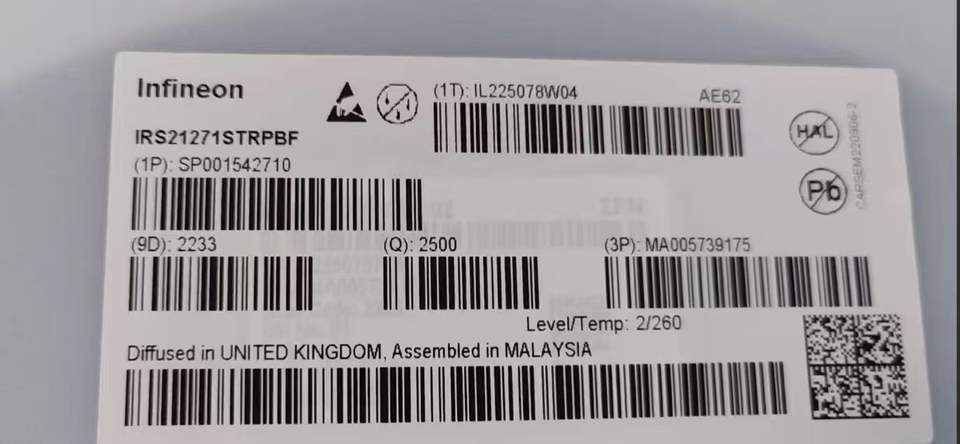 Infineon
(1T): IL225078W04
AE62
IRS21271STRPBF
HAL
(1P): SP001542710
Pb
CARSEM220806-2
(9D): 2233
(Q): 2500
(3P): MA005739175
Level/Temp: 2/260
Diffused in UNITED KINGDOM, Assembled in MALAYSIA